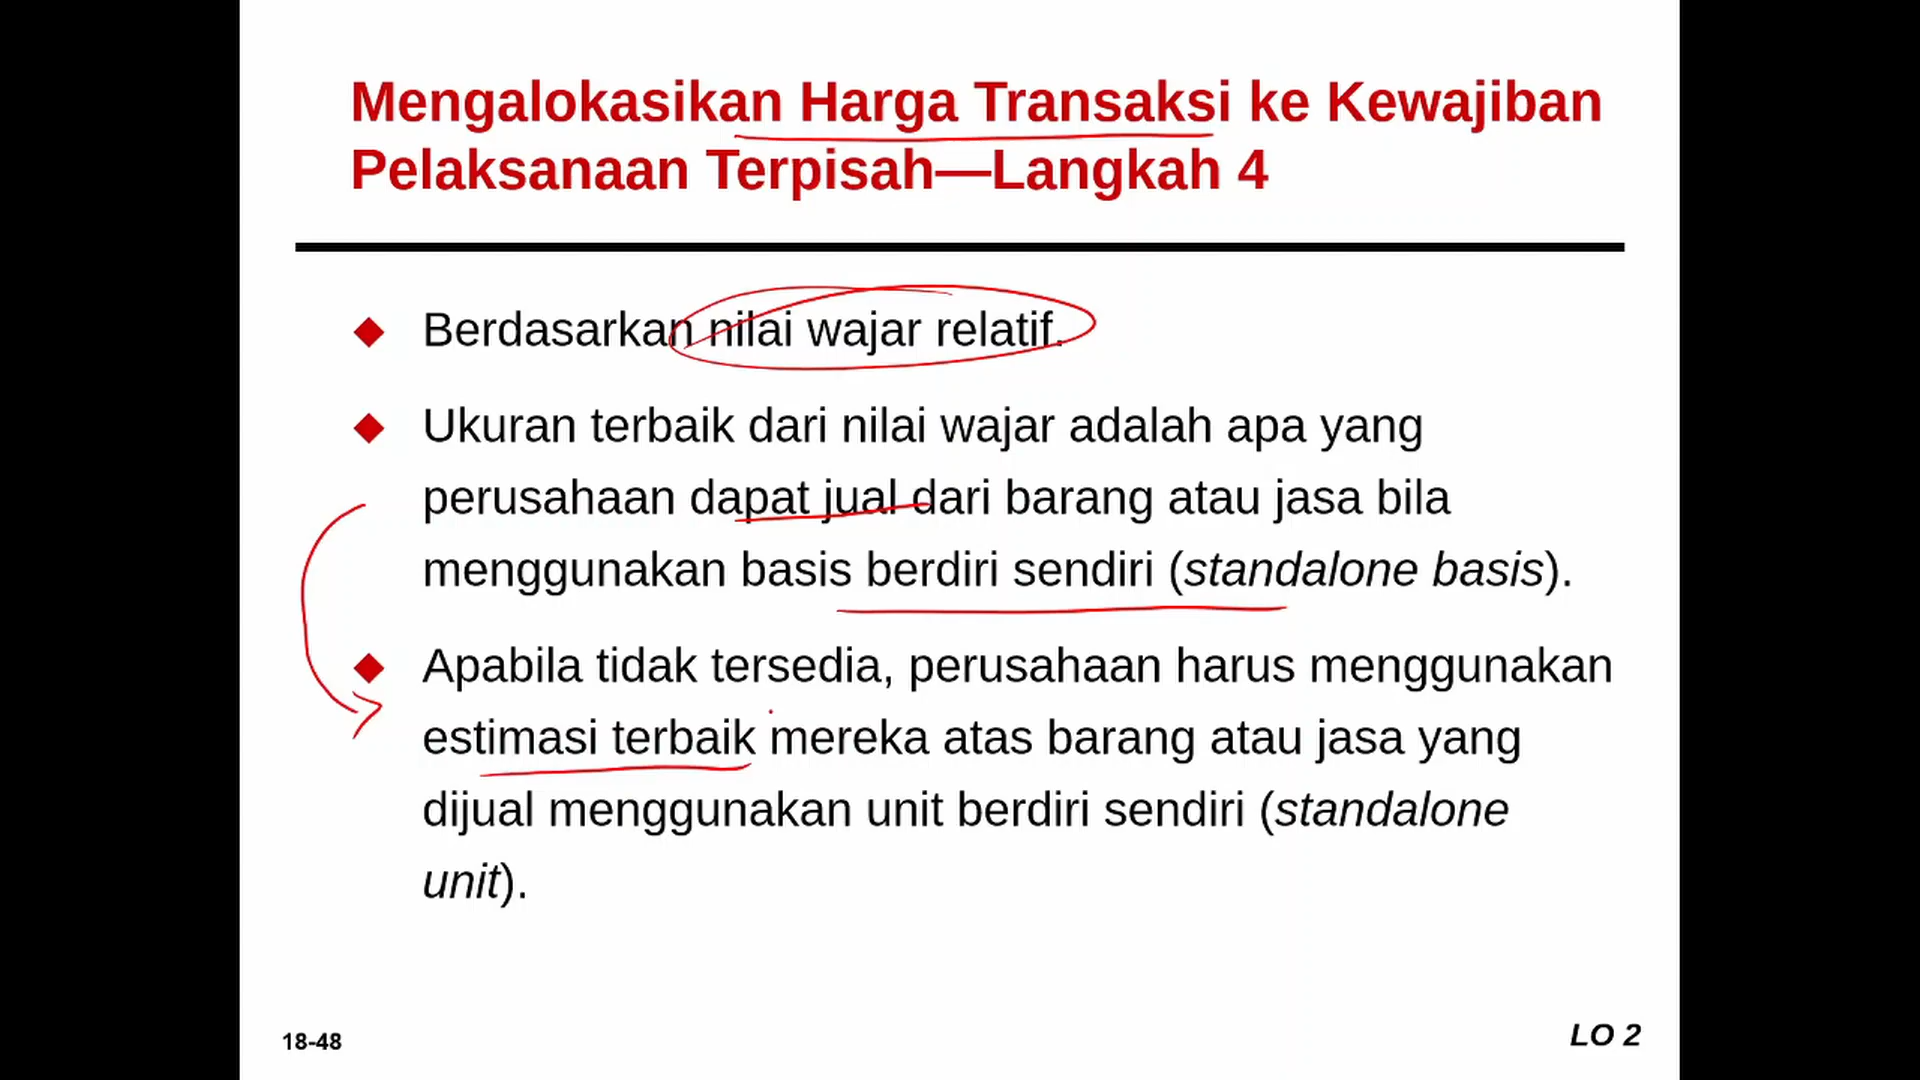 Mengalokasikan Harga Transaksi ke Kewajiban
Pelaksanaan Terpisah—Langkah 4
Berdasarkan nilai wajar relatif.
Ukuran terbaik dari nilai wajar adalah apa yang
perusahaan dapat jual dari barang atau jasa bila
menggunakan basis berdiri sendiri (standalone basis).
Apabila tidak tersedia, perusahaan harus menggunakan
estimasi terbaik mereka atas barang atau jasa yang
dijual menggunakan unit berdiri sendiri (standalone
unit).
18-48
LO 2